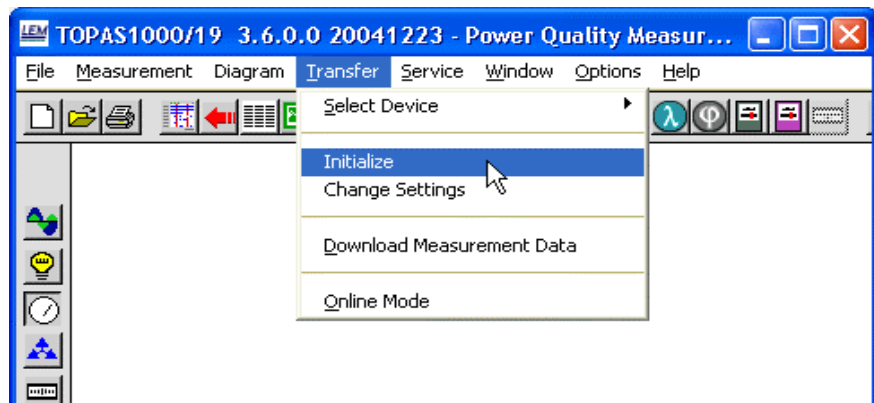 LEM TOPAS1000/19 3.6.0.0 20041223 - Power Quality Measur...
File Measurement Diagram Transfer Service Window Options Help
Select Device
λ φ
Initialize
Change Settings
Download Measurement Data
Online Mode